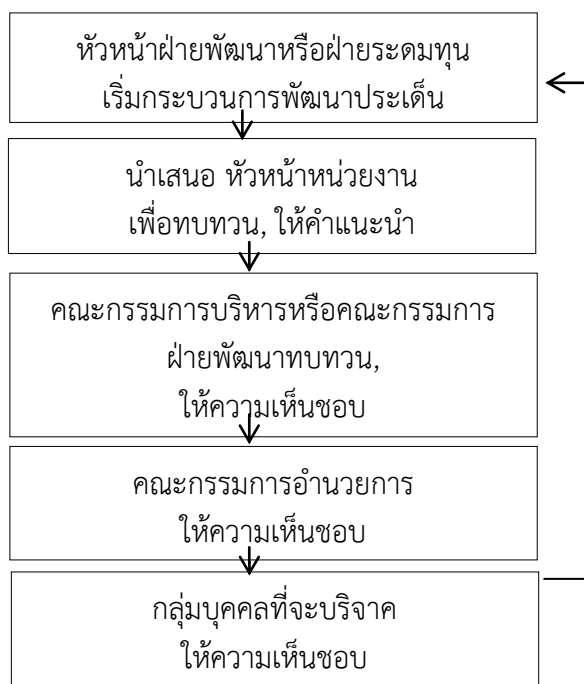 หัวหน้าฝ่ายพัฒนาหรือฝ่ายระดมทุน
เริ่มกระบวนการพัฒนาประเด็น
นำเสนอ หัวหน้าหน่วยงาน
เพื่อทบทวน, ให้คำแนะนำ
คณะกรรมการบริหารหรือคณะกรรมการ
ฝ่ายพัฒนาทบทวน,
ให้ความเห็นชอบ
คณะกรรมการอำนวยการ
ให้ความเห็นชอบ
กลุ่มบุคคลที่จะบริจาค
ให้ความเห็นชอบ